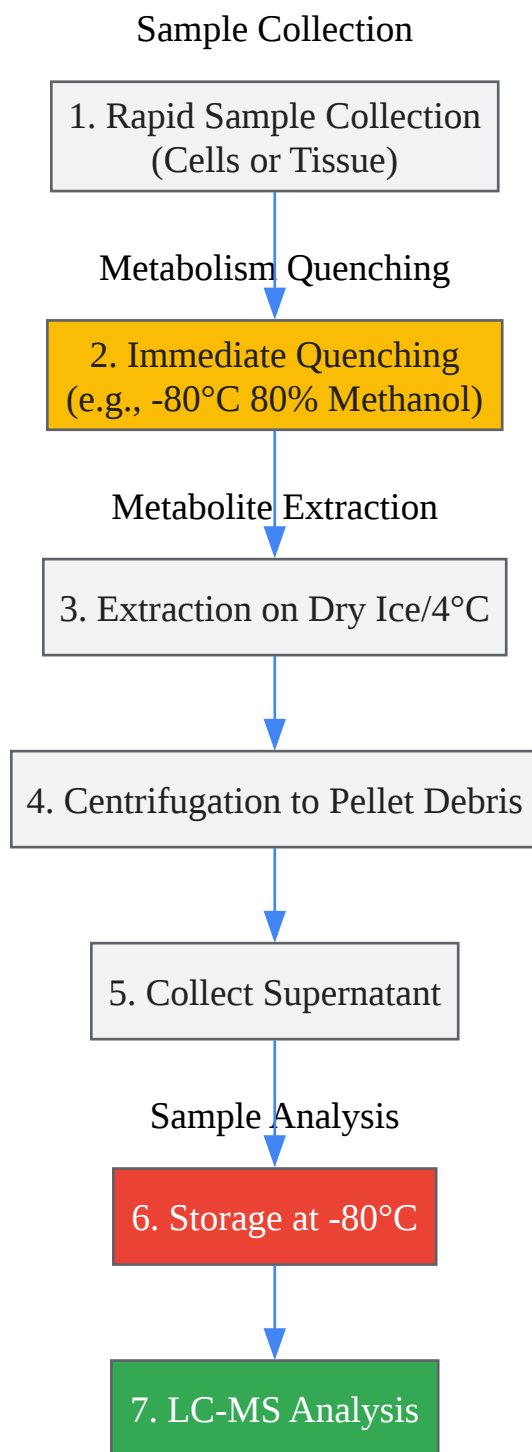 Sample Collection
1. Rapid Sample Collection
(Cells or Tissue)
Metabolism Quenching
2. Immediate Quenching
(e.g., -80°C 80% Methanol)
Metabolite Extraction
3. Extraction on Dry Ice/4°C
4. Centrifugation to Pellet Debris
5. Collect Supernatant
Sample Analysis
6. Storage at -80°C
7. LC-MS Analysis